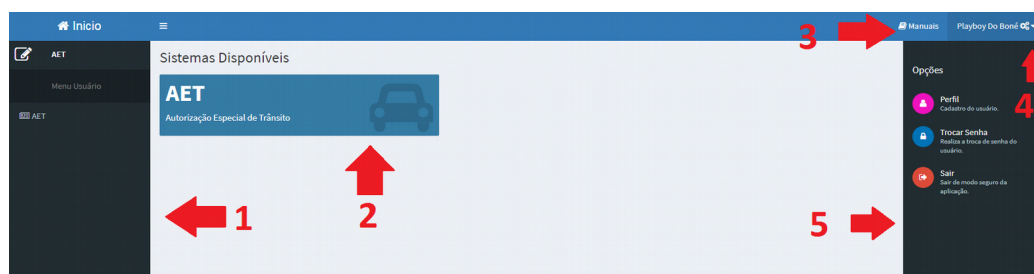 Inicio
Manuais
Playboy Do Boné
3
AET
Menu Usuário
AET
Sistemas Disponíveis
AET
Autorização Especial de Trânsito
1
2
Opções
4
Perfil
Cadastro do usuário.
Trocar Senha
Realiza a troca de senha do
usuário.
Sair
Sair de modo seguro da
aplicação.
5